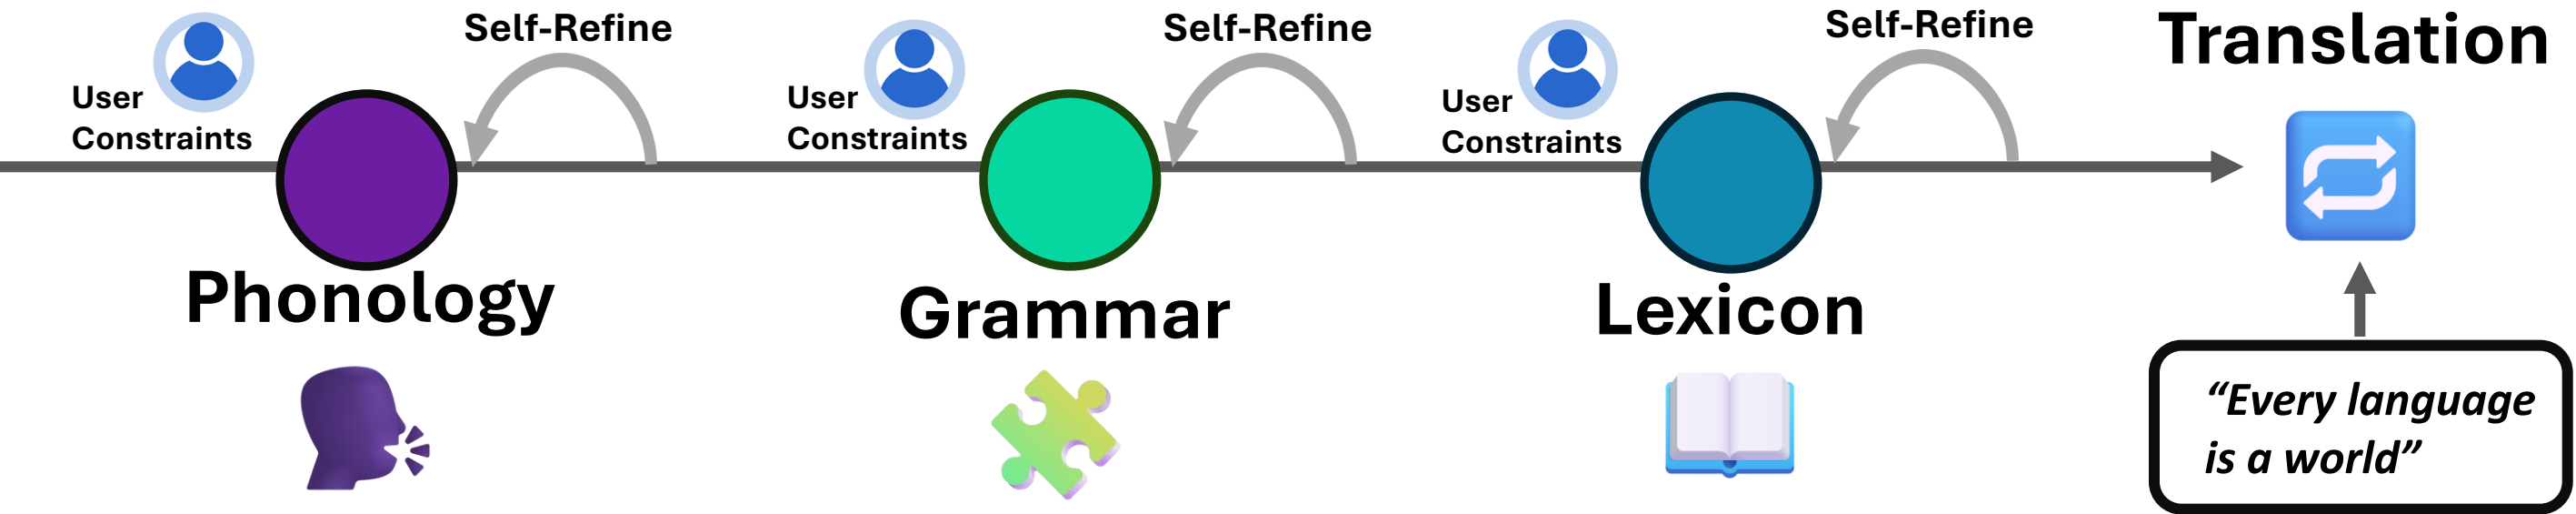 User
Constraints
Self-Refine
User
Constraints
Self-Refine
User
Constraints
Self-Refine
Translation
Phonology
Grammar
Lexicon
“Every language
is a world”